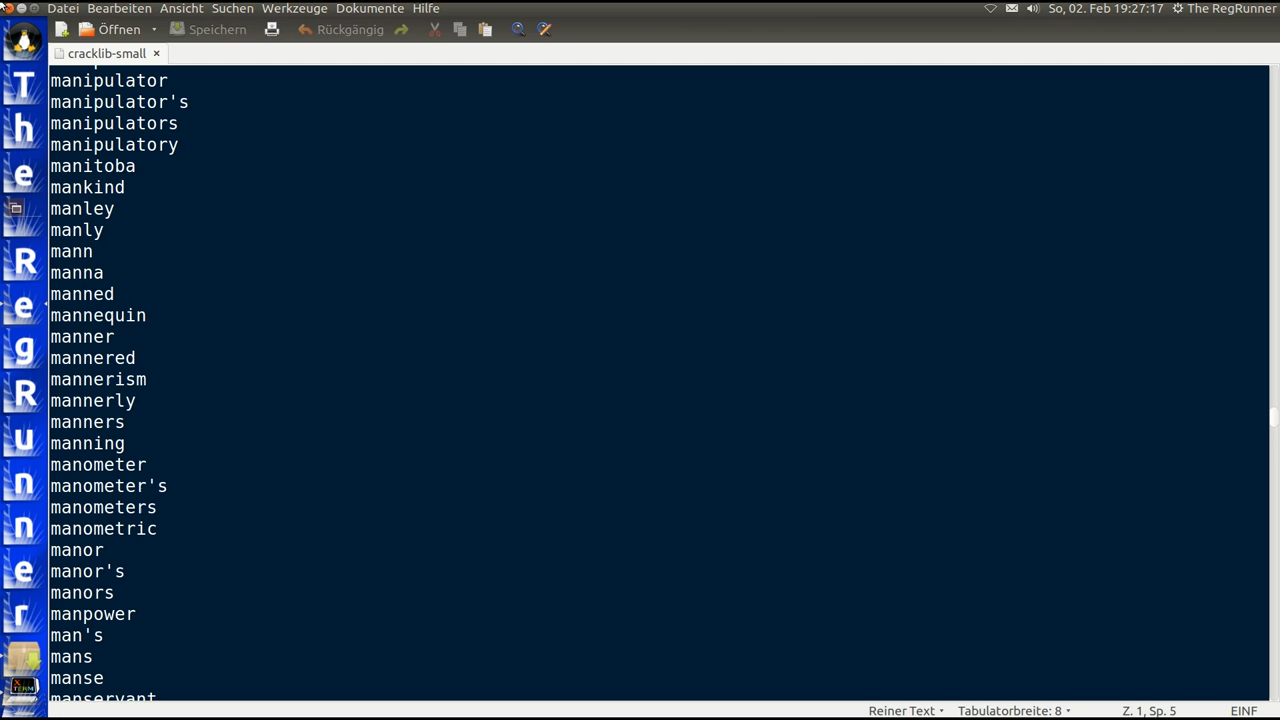 Datei Bearbeiten Ansicht Suchen Werkzeuge Dokumente Hilfe So, 02. Feb 19:27:17 The RegRunner
Öffnen Speichern Rückgängig
cracklib-small
manipulator
manipulator's
manipulators
manipulatory
manitoba
mankind
manley
manly
mann
manna
manned
mannequin
manner
mannered
mannerism
mannerly
manners
manning
manometer
manometer's
manometers
manometric
manor
manor's
manors
manpower
man's
mans
manse
manservant
T
h
e
R
e
g
R
u
n
n
e
r
X
TERM
Reiner Text Tabulatorbreite: 8 Z. 1, Sp. 5 EINF